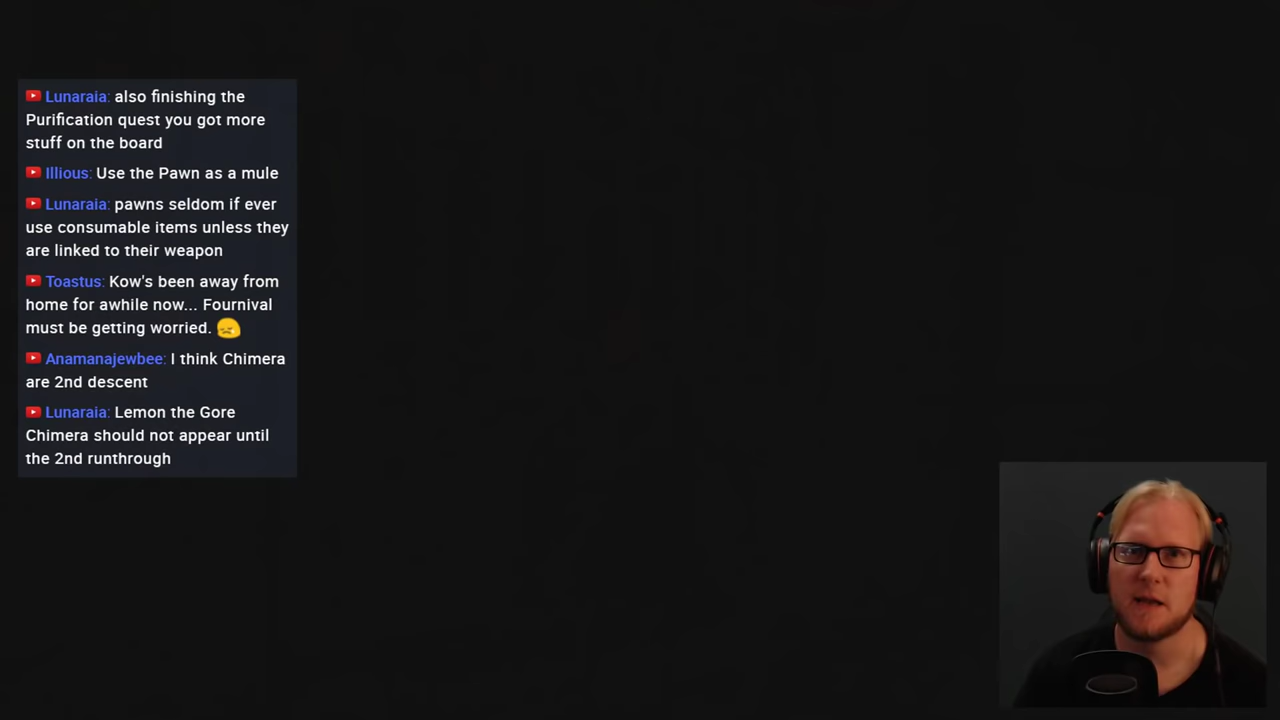 Lunaraia: also finishing the
Purification quest you got more
stuff on the board
Illious: Use the Pawn as a mule
Lunaraia: pawns seldom if ever
use consumable items unless they
are linked to their weapon
Toastus: Kow's been away from
home for awhile now... Fournival
must be getting worried.
Anamanajewbee: I think Chimera
are 2nd descent
Lunaraia: Lemon the Gore
Chimera should not appear until
the 2nd runthrough